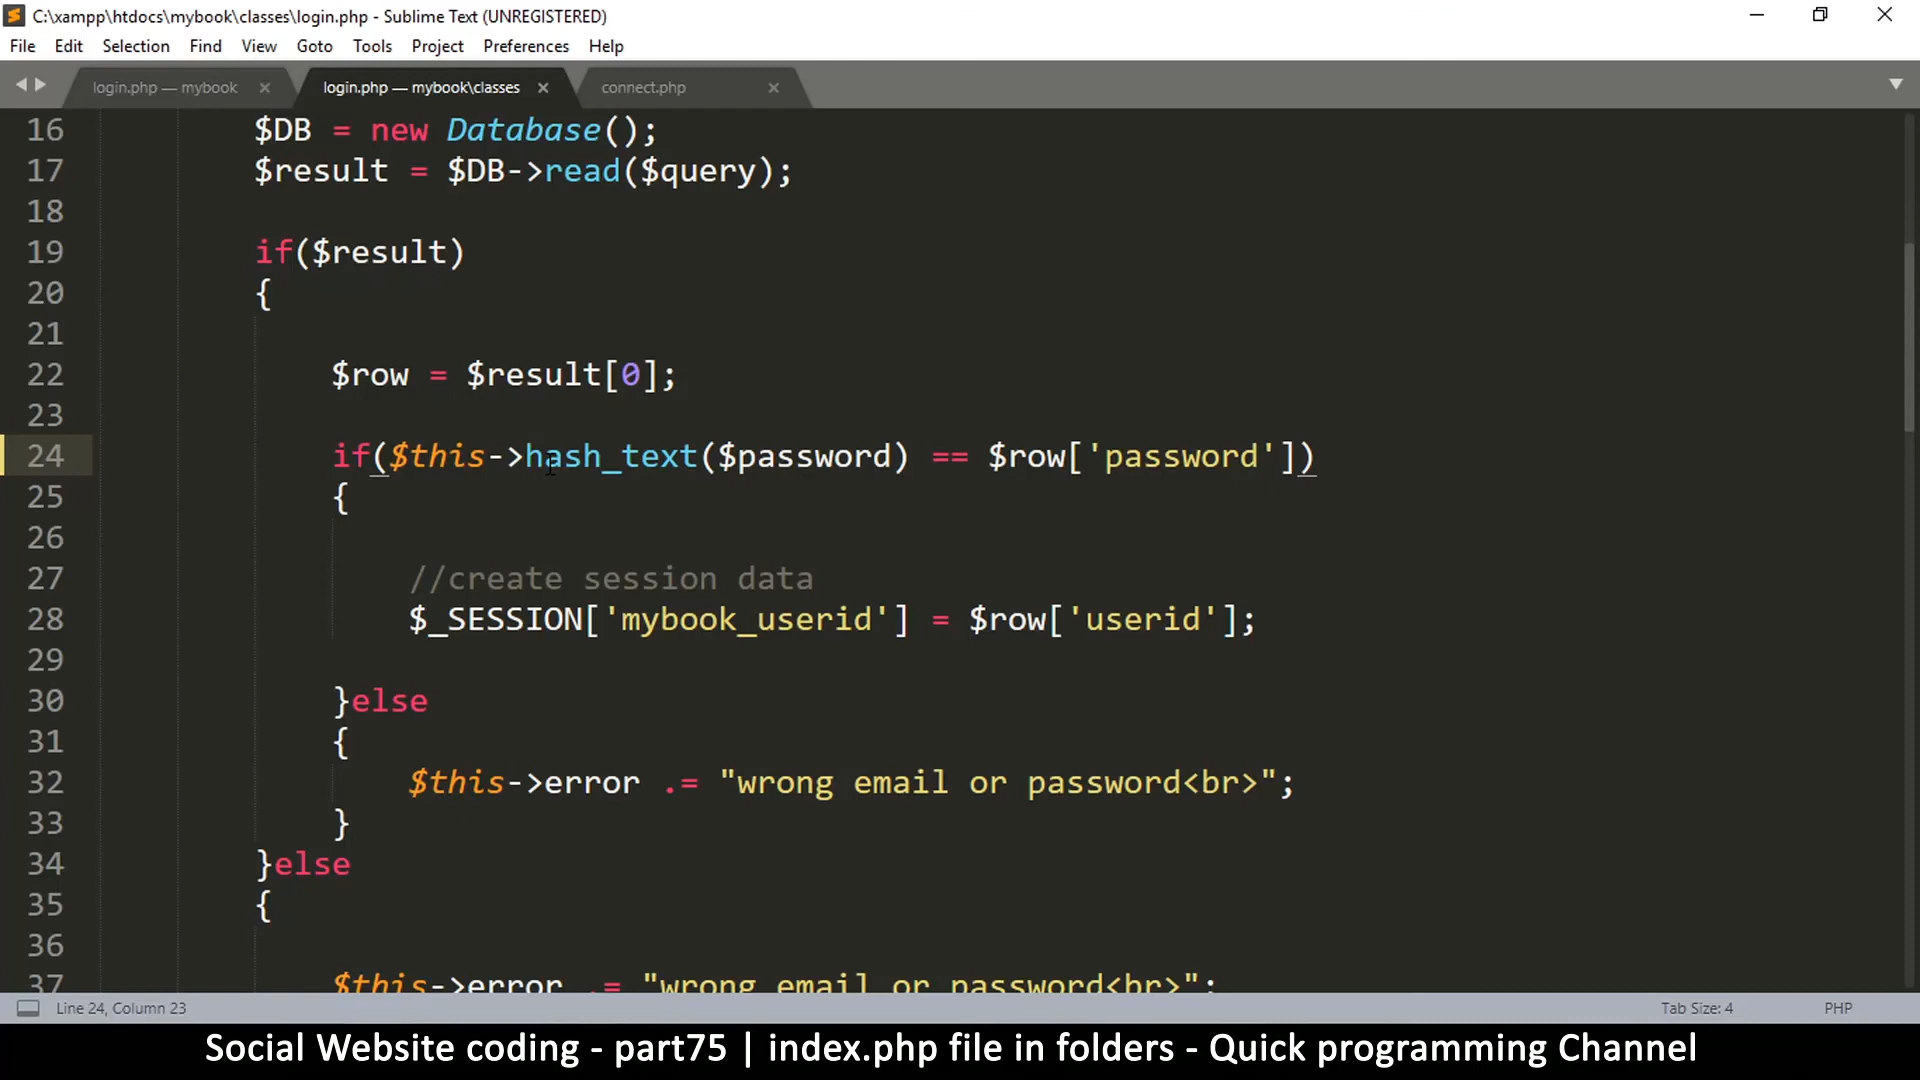 C:\xampp\htdocs\mybook\classes\login.php - Sublime Text (UNREGISTERED)
File Edit Selection Find View Goto Tools Project Preferences Help
login.php — mybook login.php — mybook\classes connect.php
16 $DB = new Database();
17 $result = $DB->read($query);
18
19 if($result)
20 {
21
22 $row = $result[0];
23
24 if($this->hash_text($password) == $row['password'])
25 {
26
27 //create session data
28 $_SESSION['mybook_userid'] = $row['userid'];
29
30 }else
31 {
32 $this->error .= "wrong email or password<br>";
33 }
34 }else
35 {
36
37 $this->error .= "wrong email or password<br>";
Line 24, Column 23 Tab Size: 4 PHP
Social Website coding - part75 | index.php file in folders - Quick programming Channel